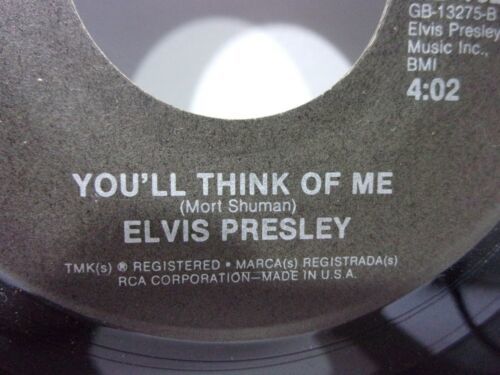 GB-13275-B
Elvis Presley
Music Inc.,
BMI
4:02
YOU'LL THINK OF ME
(Mort Shuman)
ELVIS PRESLEY
TMK(s) ® REGISTERED • MARCA(s) REGISTRADA(s)
RCA CORPORATION—MADE IN U.S.A.